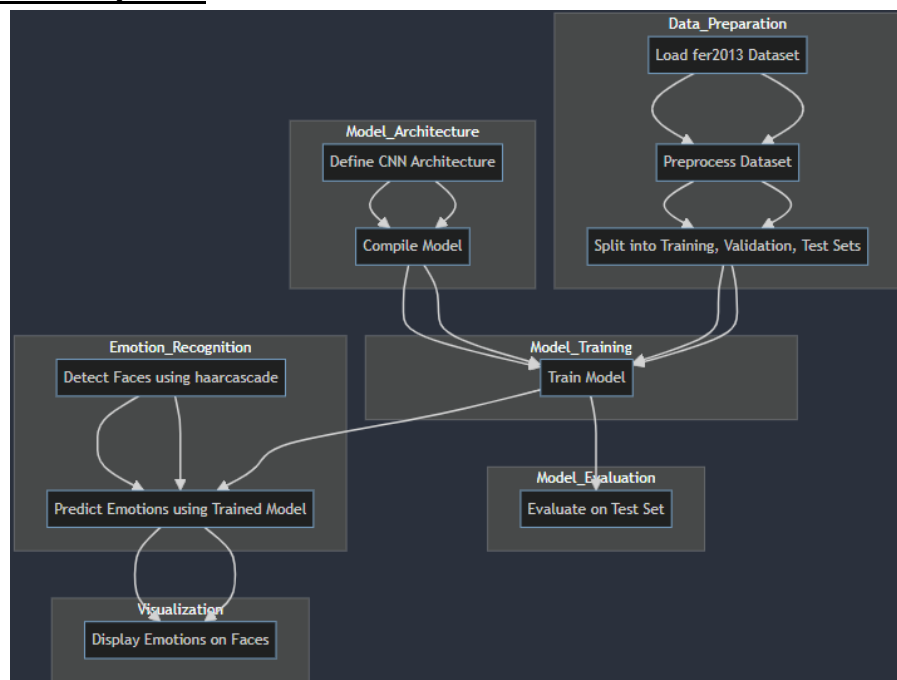 Data_Preparation
Load fer2013 Dataset
Model_Architecture
Define CNN Architecture
Preprocess Dataset
Compile Model
Split into Training, Validation, Test Sets
Emotion_Recognition
Model_Training
Detect Faces using haarcascade
Train Model
Model_Evaluation
Predict Emotions using Trained Model
Evaluate on Test Set
Visualization
Display Emotions on Faces